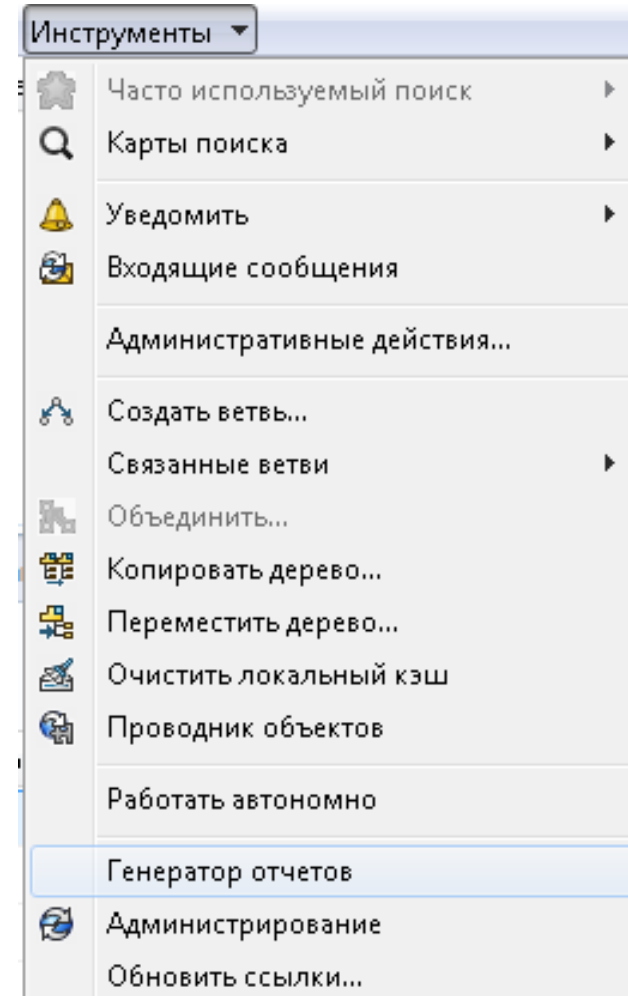 Инструменты
Часто используемый поиск
Карты поиска
Уведомить
Входящие сообщения
Административные действия...
Создать ветвь...
Связанные ветви
Объединить...
Копировать дерево...
Переместить дерево...
Очистить локальный кэш
Проводник объектов
Работать автономно
Генератор отчетов
Администрирование
Обновить ссылки...